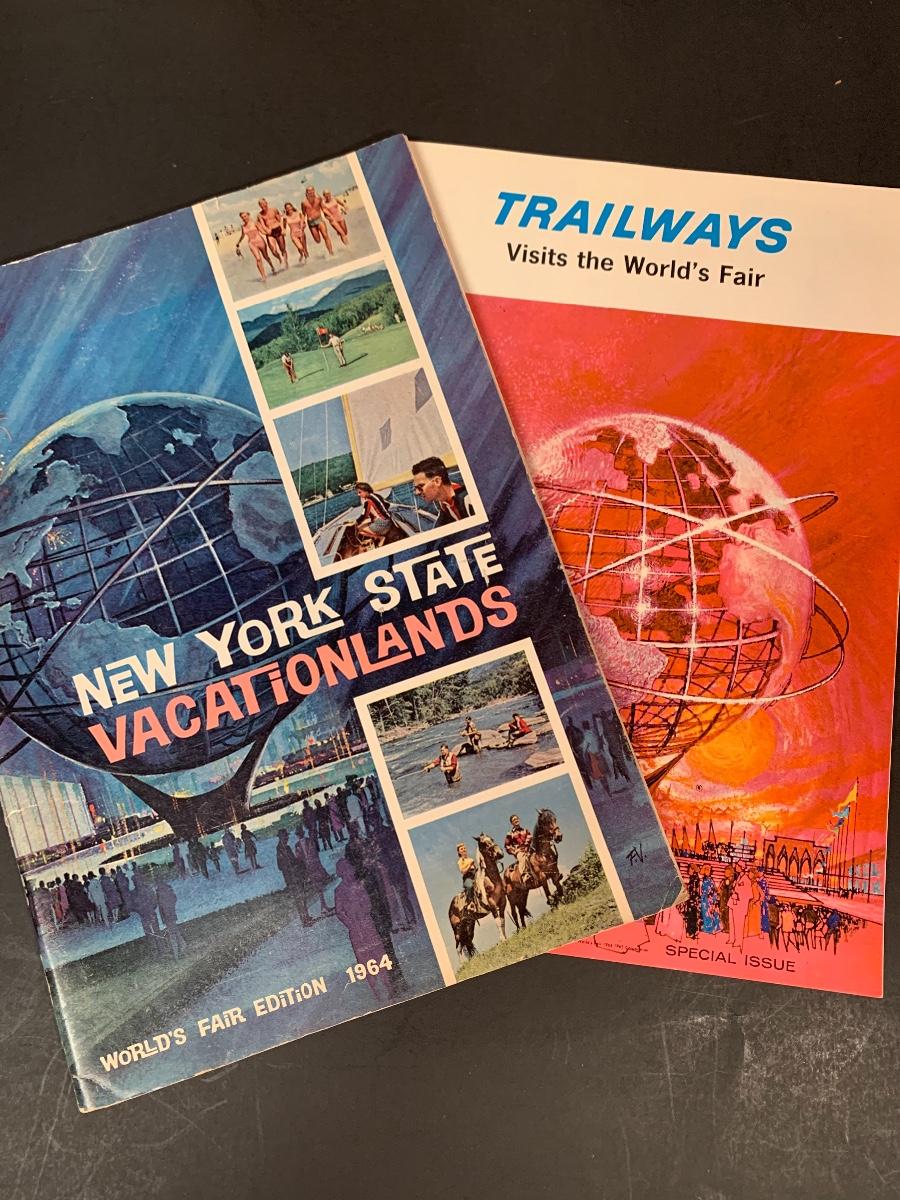 NEW YORK STATE
VACATIONLANDS
WORLD'S FAIR EDITION 1964
TRAILWAYS
Visits the World's Fair
SPECIAL ISSUE